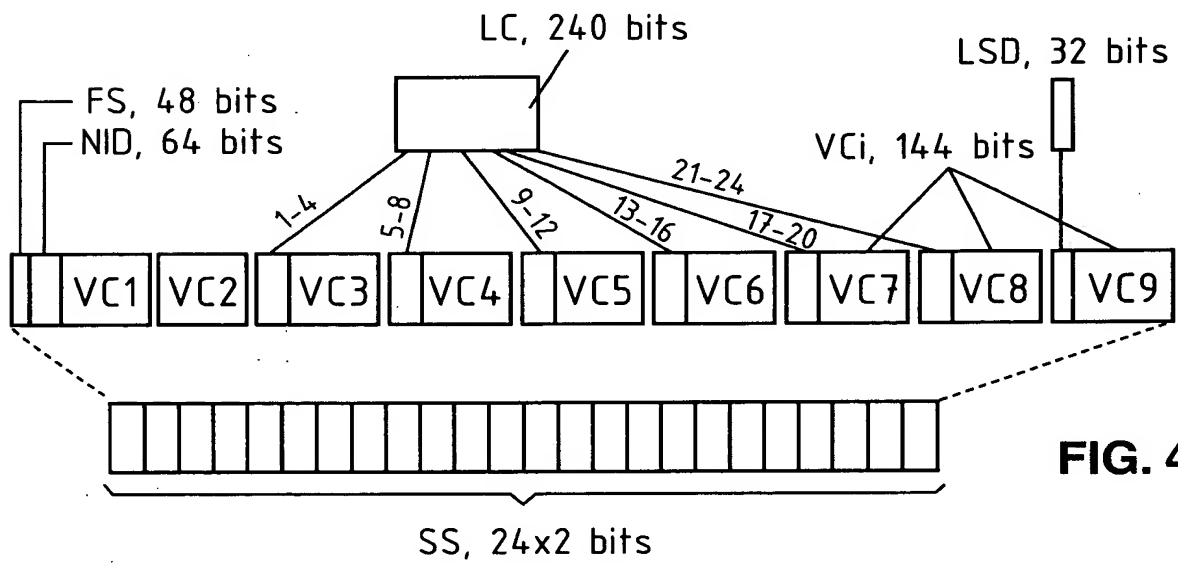 LC, 240 bits
LSD, 32 bits
FS, 48 bits
NID, 64 bits
VCi, 144 bits
1-4
5-8
9-12
13-16
17-20
21-24
VC1
VC2
VC3
VC4
VC5
VC6
VC7
VC8
VC9
FIG. 4
SS, 24x2 bits